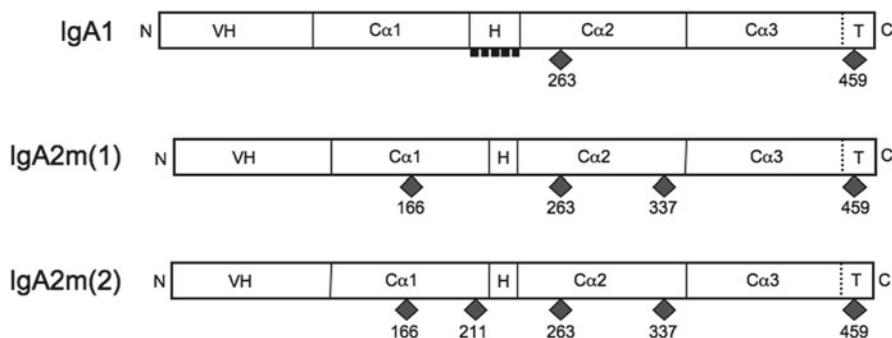 IgA1 N VH Cα1 H Cα2 Cα3 T C
263 459
IgA2m(1) N VH Cα1 H Cα2 Cα3 T C
166 263 337 459
IgA2m(2) N VH Cα1 H Cα2 Cα3 T C
166 211 263 337 459